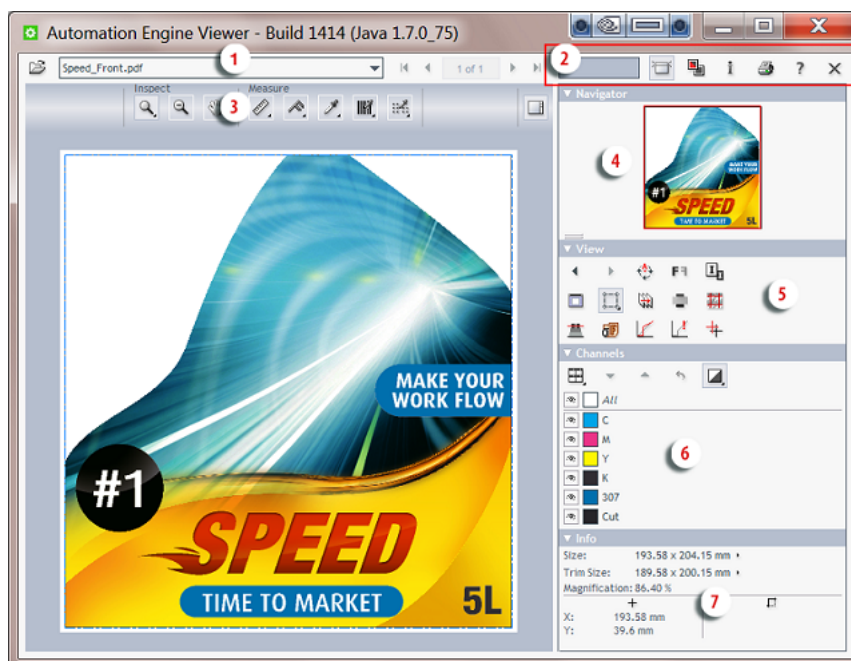 Automation Engine Viewer - Build 1414 (Java 1.7.0_75)
Speed_Front.pdf
1
1 of 1
2
i
?
Inspect
Measure
3
Navigator
4
MAKE YOUR
WORK FLOW
#1
SPEED
TIME TO MARKET
5L
View
5
Channels
All
C
M
Y
K
307
Cut
6
Info
Size: 193.58 x 204.15 mm
Trim Size: 189.58 x 200.15 mm
Magnification: 86.40 %
7
X: 193.58 mm
Y: 39.6 mm
MAKE YOUR
WORK FLOW
#1
SPEED
TIME TO MARKET
5L